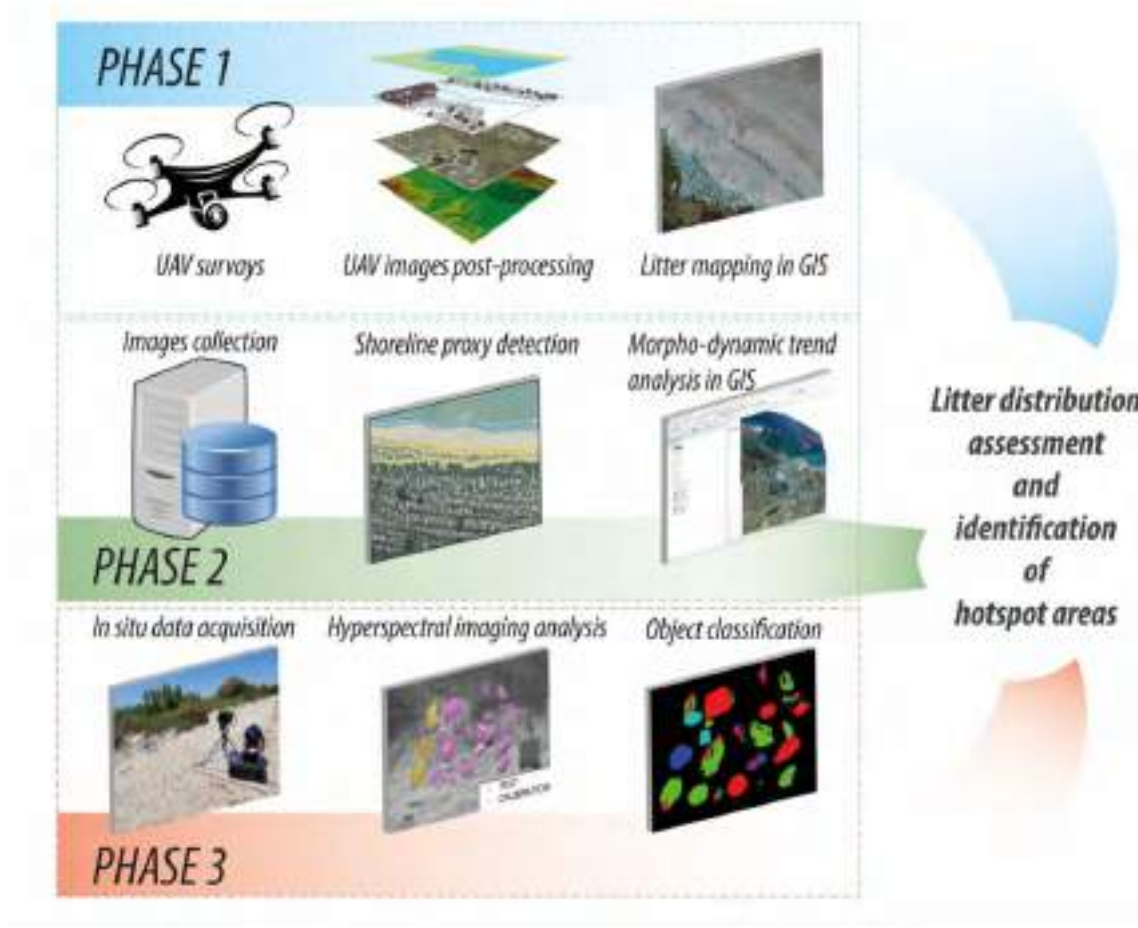 PHASE 1
UAV survays
UAV images post-processing
Litter mapping in GIS
Images collection
Shoreline proxy detection
Morpho-dynamic trend
analysis in GIS
PHASE 2
In situ data acquisition
Hyperspectral imaging analysis
Object classification
PHASE 3
Litter distribution
assessment
and
identification
of
hotspot areas